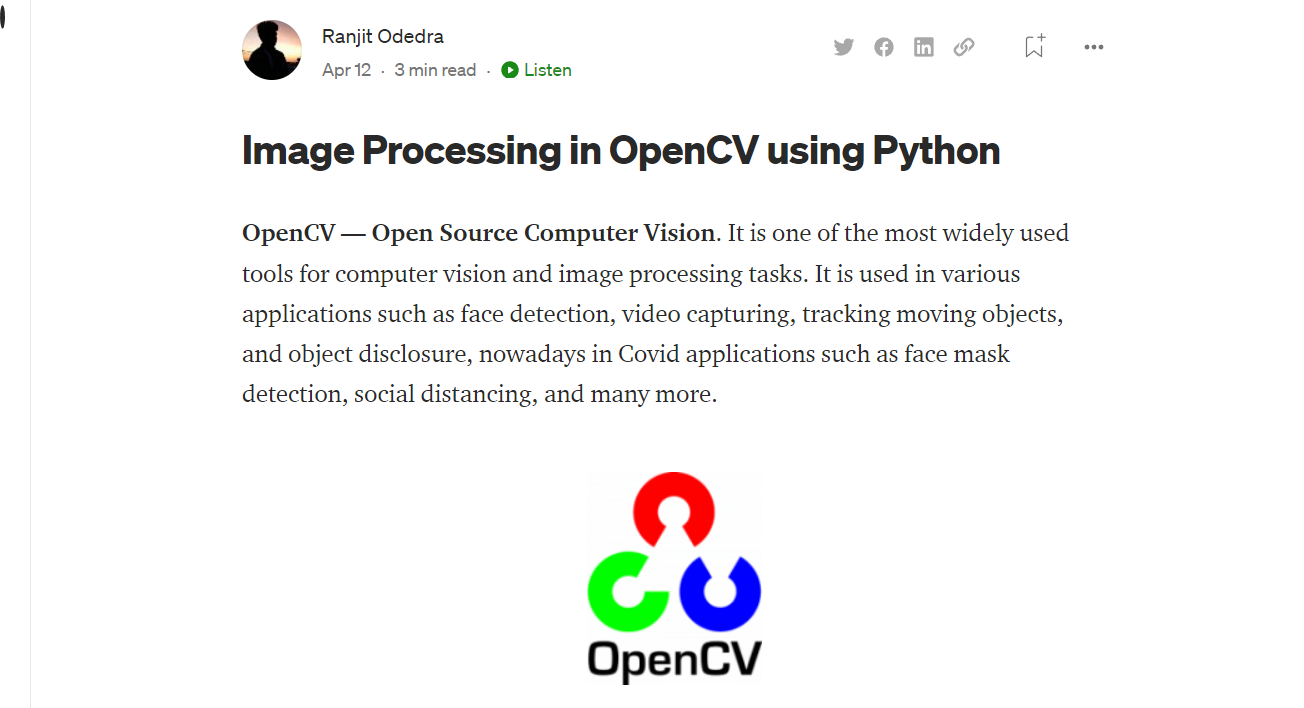 Ranjit Odedra
Apr 12 · 3 min read · Listen
Image Processing in OpenCV using Python
OpenCV — Open Source Computer Vision. It is one of the most widely used
tools for computer vision and image processing tasks. It is used in various
applications such as face detection, video capturing, tracking moving objects,
and object disclosure, nowadays in Covid applications such as face mask
detection, social distancing, and many more.
OpenCV